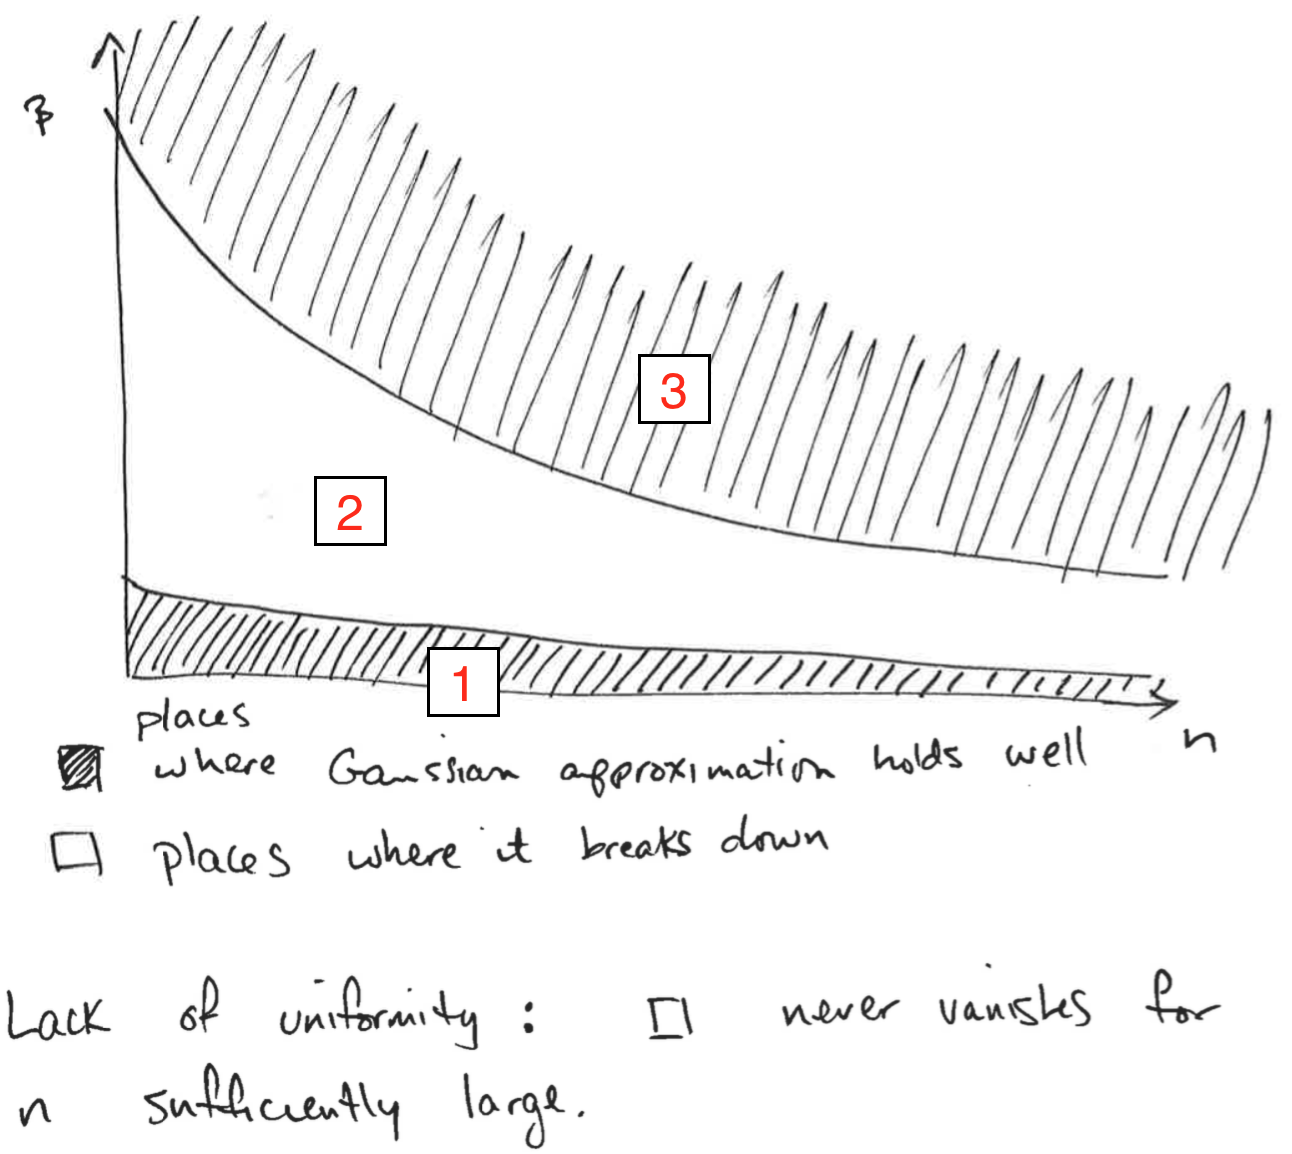 3
2
1
n
places
where Gaussian approximation holds well
places where it breaks down
Lack of uniformity : □ never vanishes for
n sufficiently large.